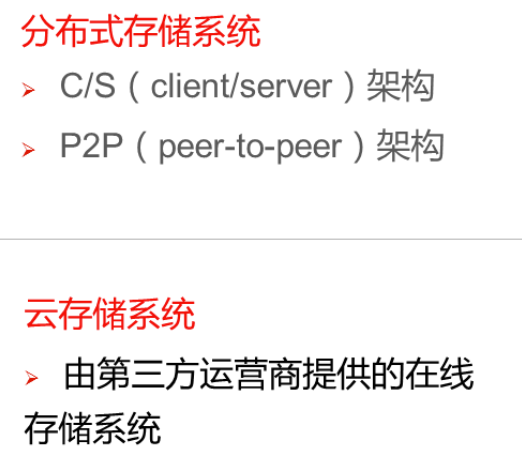 分布式存储系统
➢ C/S（client/server）架构
➢ P2P（peer-to-peer）架构
云存储系统
➢ 由第三方运营商提供的在线
存储系统